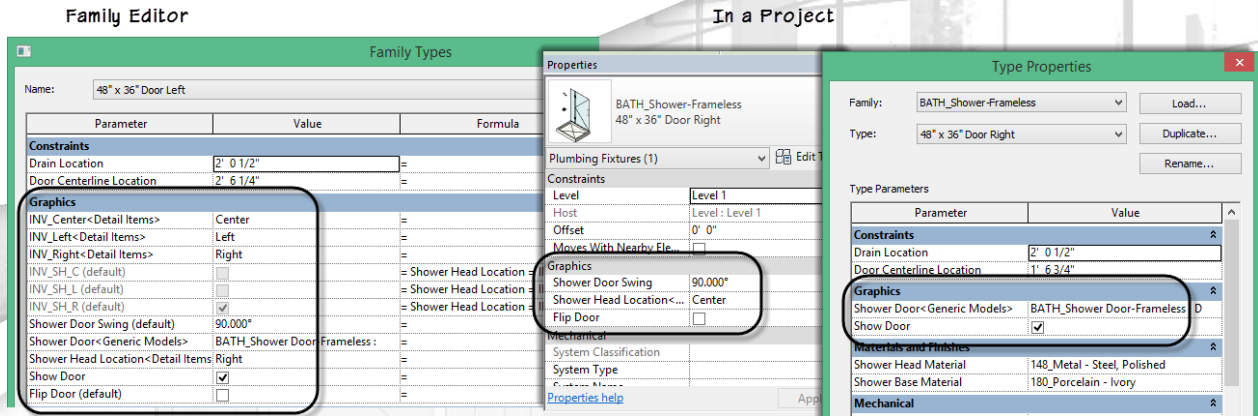 Family Editor
In a Project
Family Types
Name:
48" x 36" Door Left
Parameter Value Formula
Constraints
Drain Location 2' 0 1/2" =
Door Centerline Location 2' 6 1/4" =
Graphics
INV_Center<Detail Items> Center =
INV_Left<Detail Items> Left =
INV_Right<Detail Items> Right =
INV_SH_C (default) = Shower Head Location =
INV_SH_L (default) = Shower Head Location =
INV_SH_R (default) = Shower Head Location =
Shower Door Swing (default) 90.000° =
Shower Door<Generic Models> BATH_Shower Door-Frameless : =
Shower Head Location<Detail Items Right =
Show Door =
Flip Door (default) =
Properties
BATH_Shower-Frameless
48" x 36" Door Right
Plumbing Fixtures (1) Edit T
Constraints
Level Level 1
Host Level : Level 1
Offset 0' 0"
Moves With Nearby Ele...
Graphics
Shower Door Swing 90.000°
Shower Head Location<... Center
Flip Door
Mechanical
System Classification
System Type
System Name
Properties help Appl
Type Properties
Family: BATH_Shower-Frameless Load...
Type: 48" x 36" Door Right Duplicate...
Rename...
Type Parameters
Parameter Value
Constraints
Drain Location 2' 0 1/2"
Door Centerline Location 1' 6 3/4"
Graphics
Shower Door<Generic Models> BATH_Shower Door-Frameless D
Show Door
Materials and Finishes
Shower Head Material 148_Metal - Steel, Polished
Shower Base Material 180_Porcelain - Ivory
Mechanical